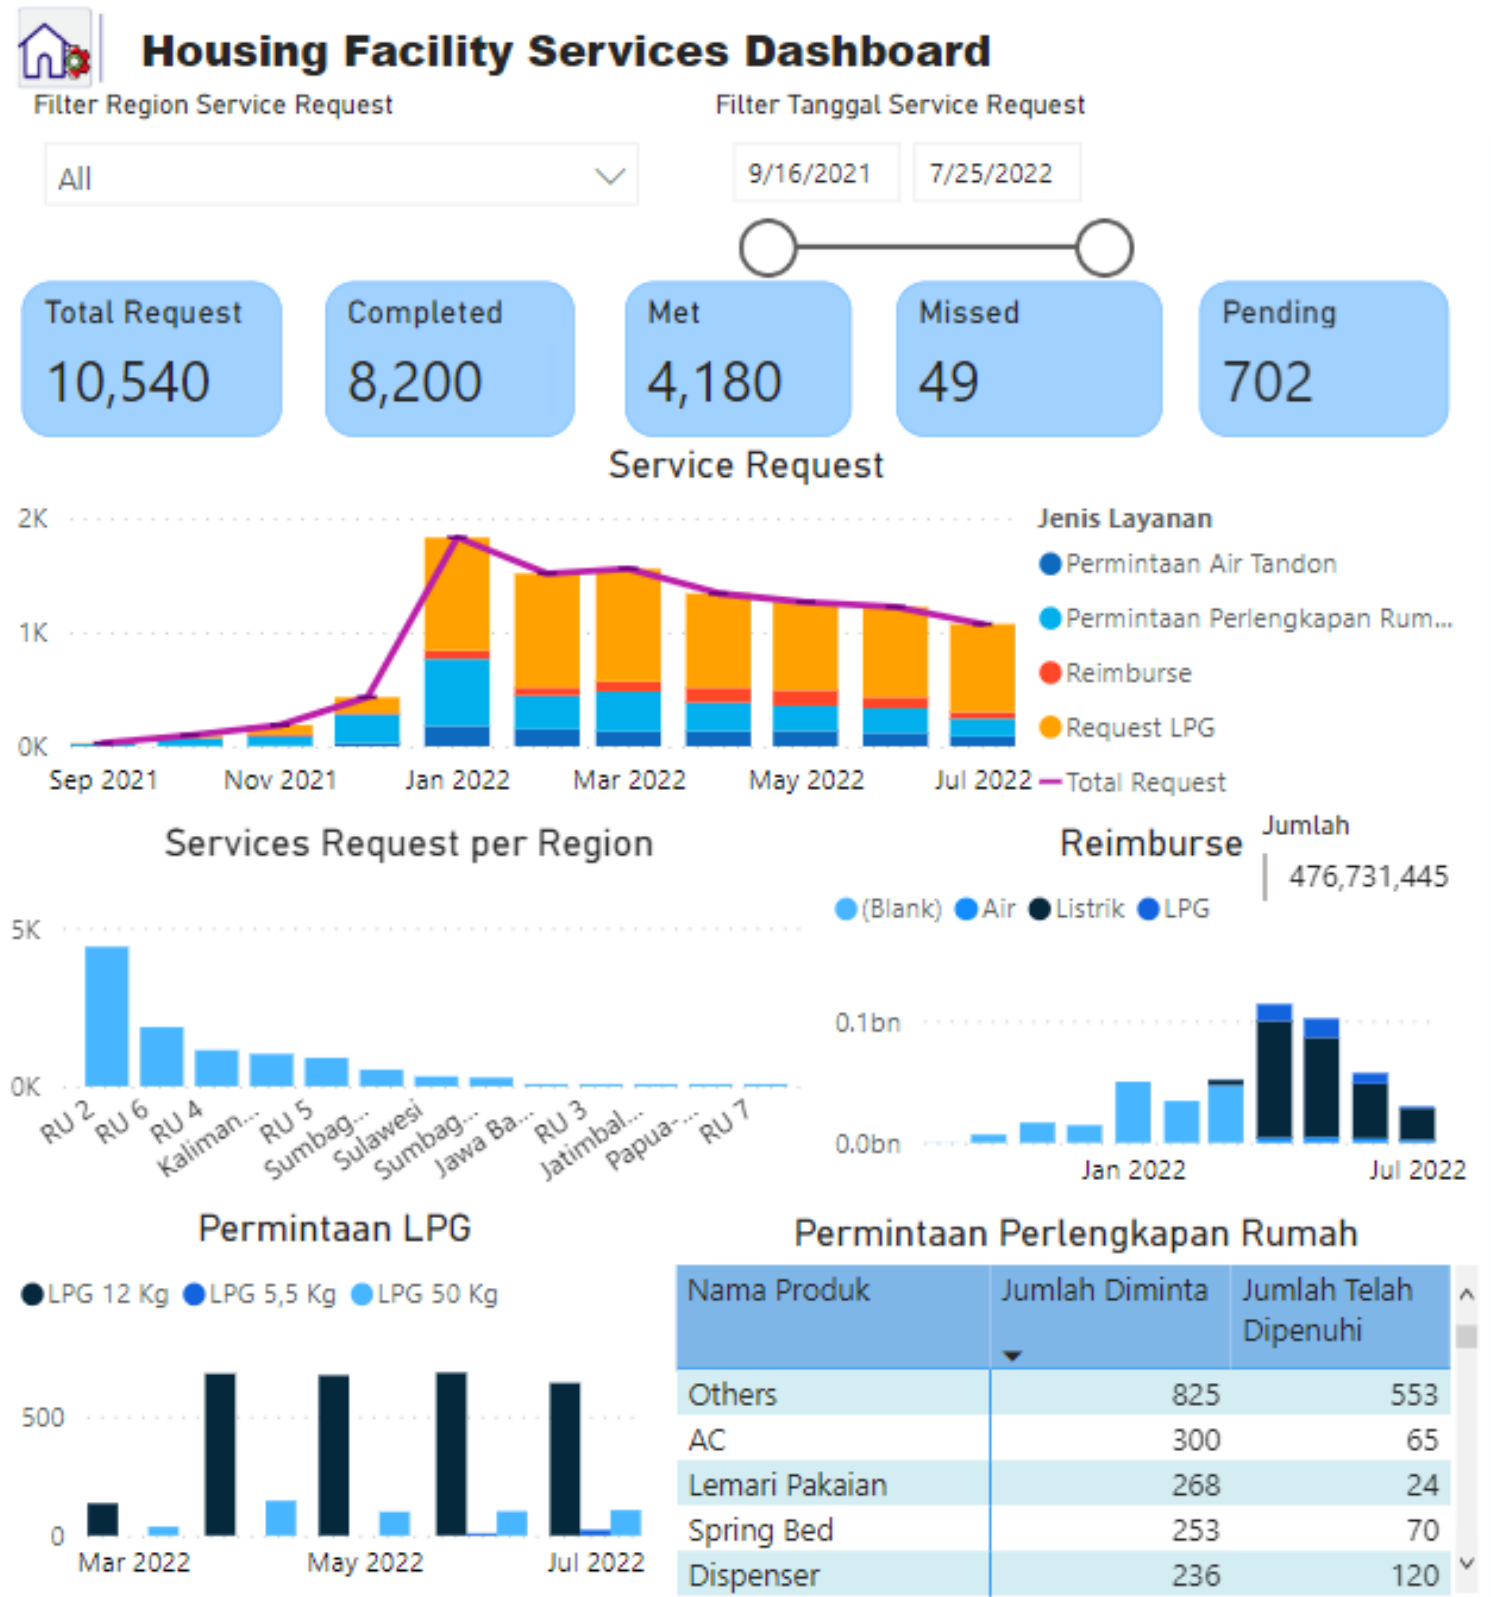 Housing Facility Services Dashboard
Filter Region Service Request
Filter Tanggal Service Request
All
9/16/2021
7/25/2022
Total Request
10,540
Completed
8,200
Met
4,180
Missed
49
Pending
702
Service Request
2K
1K
0K
Sep 2021
Nov 2021
Jan 2022
Mar 2022
May 2022
Jul 2022
Jenis Layanan
Permintaan Air Tandon
Permintaan Perlengkapan Rum...
Reimburse
Request LPG
Total Request
Services Request per Region
5K
0K
RU 2
RU 6
RU 4
Kaliman...
RU 5
Sumbag...
Sulawesi
Sumbag...
Jawa Ba...
RU 3
Jatimbal...
Papua-...
RU 7
Reimburse
Jumlah
476,731,445
(Blank) Air Listrik LPG
0.1bn
0.0bn
Jan 2022
Jul 2022
Permintaan LPG
LPG 12 Kg LPG 5,5 Kg LPG 50 Kg
500
0
Mar 2022
May 2022
Jul 2022
Permintaan Perlengkapan Rumah
Nama Produk Jumlah Diminta Jumlah Telah
Dipenuhi
Others 825 553
AC 300 65
Lemari Pakaian 268 24
Spring Bed 253 70
Dispenser 236 120